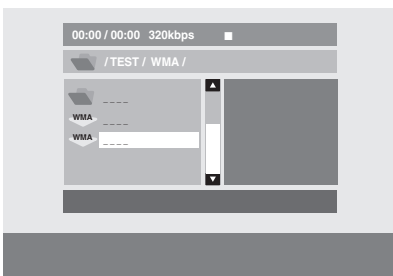 00:00 / 00:00 320kbps
/ TEST / WMA /
_ _ _ _
WMA _ _ _ _
WMA _ _ _ _